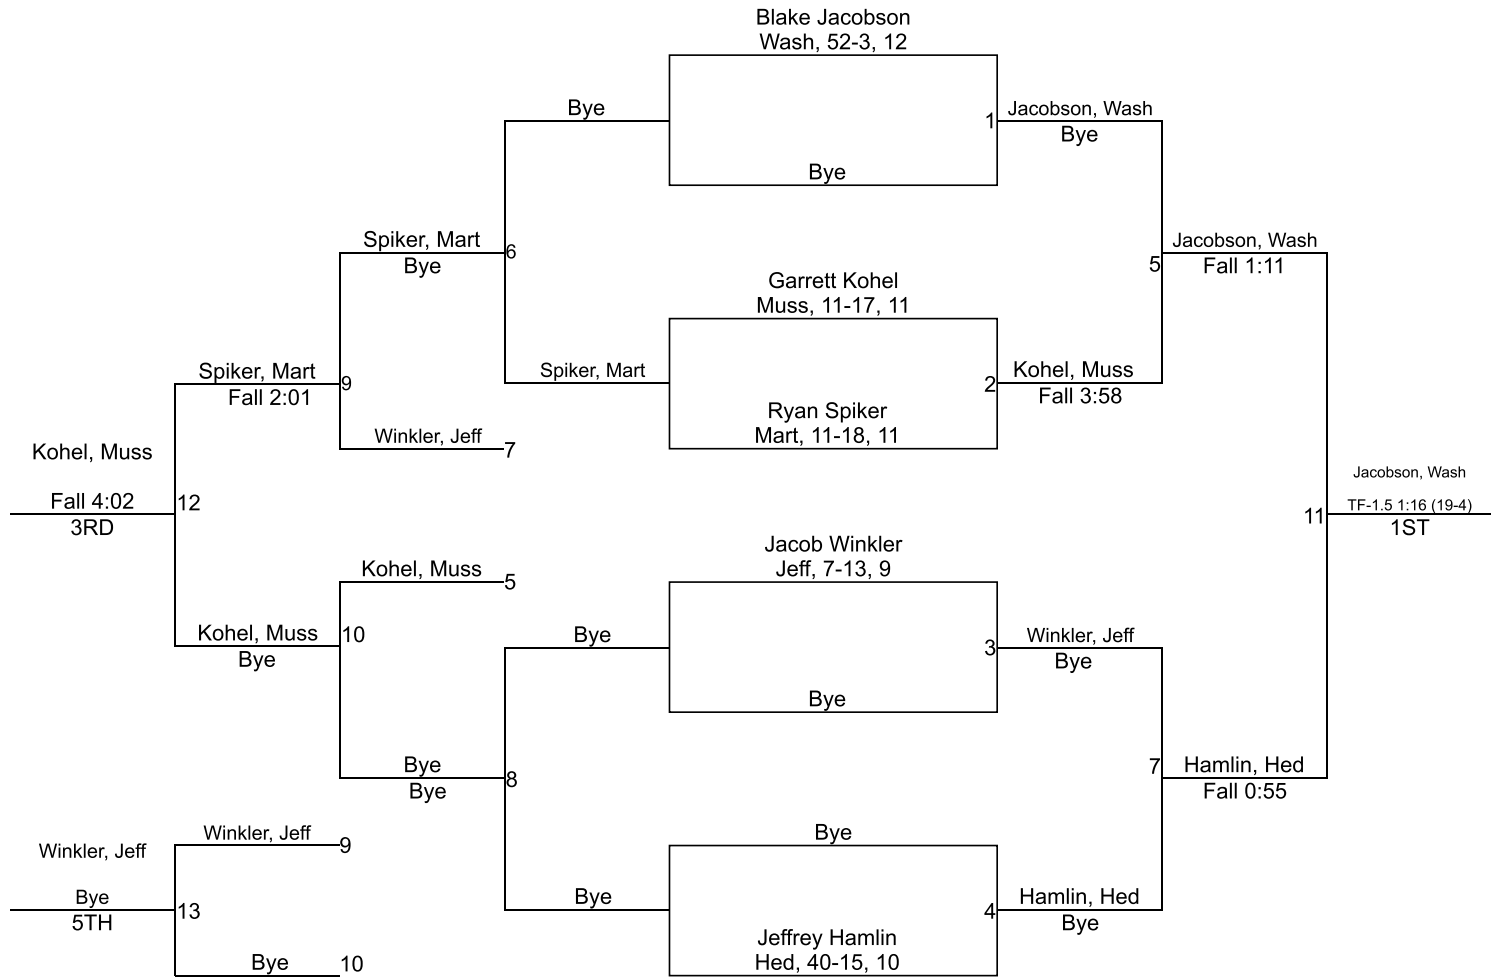 Blake Jacobson
Wash, 52-3, 12
Bye
1
Jacobson, Wash
Bye
Bye
Spiker, Mart
6
Bye
Jacobson, Wash
5
Fall 1:11
Garrett Kohel
Muss, 11-17, 11
Spiker, Mart
9
Fall 2:01
Spiker, Mart
2
Kohel, Muss
Fall 3:58
Ryan Spiker
Mart, 11-18, 11
Winkler, Jeff
7
Kohel, Muss
Fall 4:02
12
3RD
Jacobson, Wash
TF-1.5 1:16 (19-4)
11
1ST
Jacob Winkler
Jeff, 7-13, 9
Kohel, Muss
5
Kohel, Muss
10
Bye
Bye
3
Winkler, Jeff
Bye
Bye
Bye
8
Bye
7
Hamlin, Hed
Fall 0:55
Winkler, Jeff
9
Bye
Winkler, Jeff
Bye
13
5TH
Bye
4
Hamlin, Hed
Bye
Jeffrey Hamlin
Hed, 40-15, 10
Bye
10